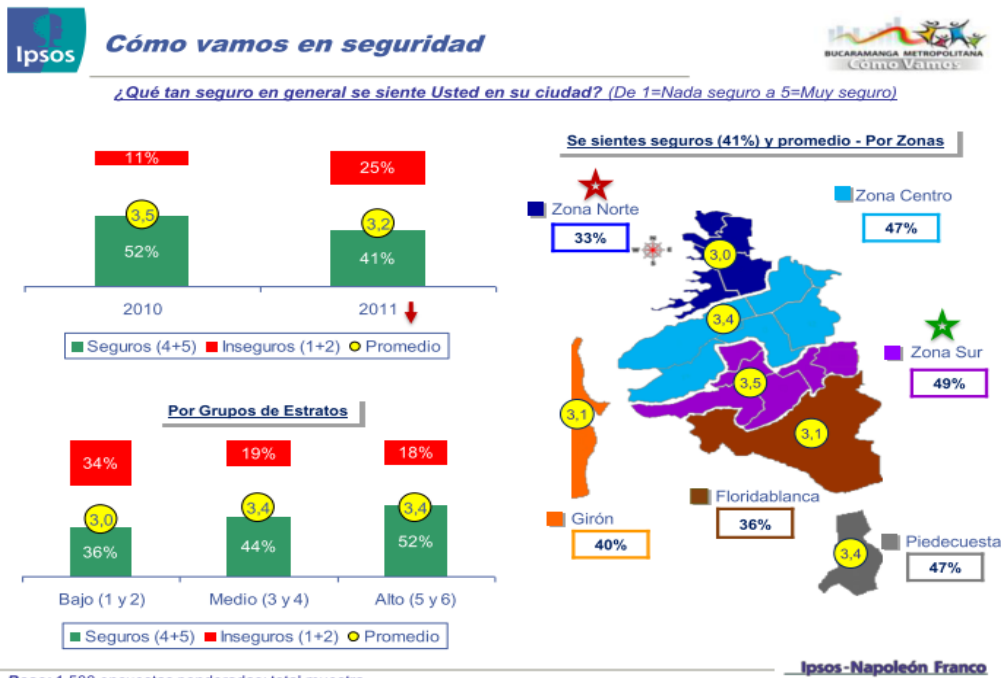 Ipsos
Cómo vamos en seguridad
BUCARAMANGA METROPOLITANA
Cómo Vamos
¿Qué tan seguro en general se siente Usted en su ciudad? (De 1=Nada seguro a 5=Muy seguro)
11%
25%
3,5
3,2
52%
41%
2010
2011
Seguros (4+5) Inseguros (1+2) Promedio
Por Grupos de Estratos
34%
19%
18%
3,0
3,4
3,4
36%
44%
52%
Bajo (1 y 2)
Medio (3 y 4)
Alto (5 y 6)
Seguros (4+5) Inseguros (1+2) Promedio
Se sientes seguros (41%) y promedio - Por Zonas
Zona Norte
33%
Zona Centro
47%
N
W E
S
3,0
3,4
Zona Sur
49%
3,5
3,1
3,1
Floridablanca
36%
Girón
40%
3,4
Piedecuesta
47%
Ipsos-Napoleón Franco